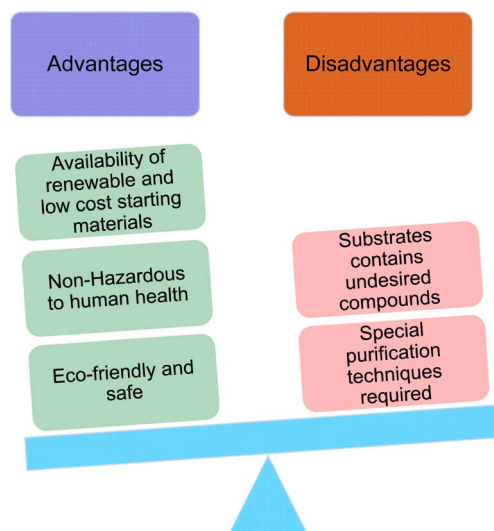 Advantages
Disadvantages
Availability of
renewable and
low cost starting
materials
Non-Hazardous
to human health
Eco-friendly and
safe
Substrates
contains
undesired
compounds
Special
purification
techniques
required